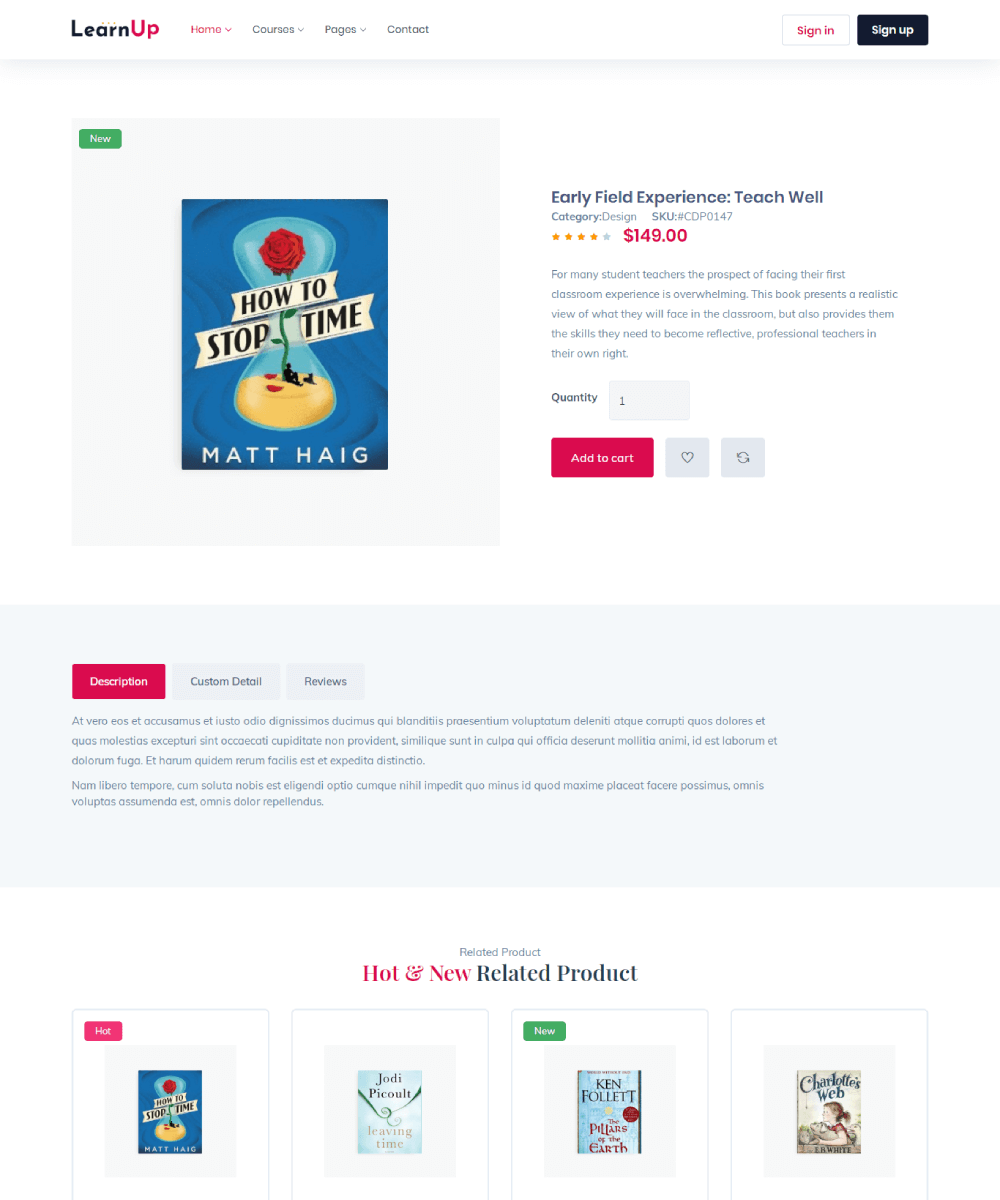 LearnUp
Home
Courses
Pages
Contact
Sign in
Sign up
New
HOW TO
STOP TIME
MATT HAIG
Early Field Experience: Teach Well
Category:Design SKU:#CDP0147
$149.00
For many student teachers the prospect of facing their first
classroom experience is overwhelming. This book presents a realistic
view of what they will face in the classroom, but also provides them
the skills they need to become reflective, professional teachers in
their own right.
Quantity
1
Add to cart
Description
Custom Detail
Reviews
At vero eos et accusamus et iusto odio dignissimos ducimus qui blanditiis praesentium voluptatum deleniti atque corrupti quos dolores et
quas molestias excepturi sint occaecati cupiditate non provident, similique sunt in culpa qui officia deserunt mollitia animi, id est laborum et
dolorum fuga. Et harum quidem rerum facilis est et expedita distinctio.
Nam libero tempore, cum soluta nobis est eligendi optio cumque nihil impedit quo minus id quod maxime placeat facere possimus, omnis
voluptas assumenda est, omnis dolor repellendus.
Related Product
Hot & New Related Product
Hot
HOW TO
STOP TIME
MATT HAIG
Jodi
Picoult
leaving
time
New
KEN
FOLLETT
The
PILLARS
of the
EARTH
Charlotte's
Web
E.B. WHITE